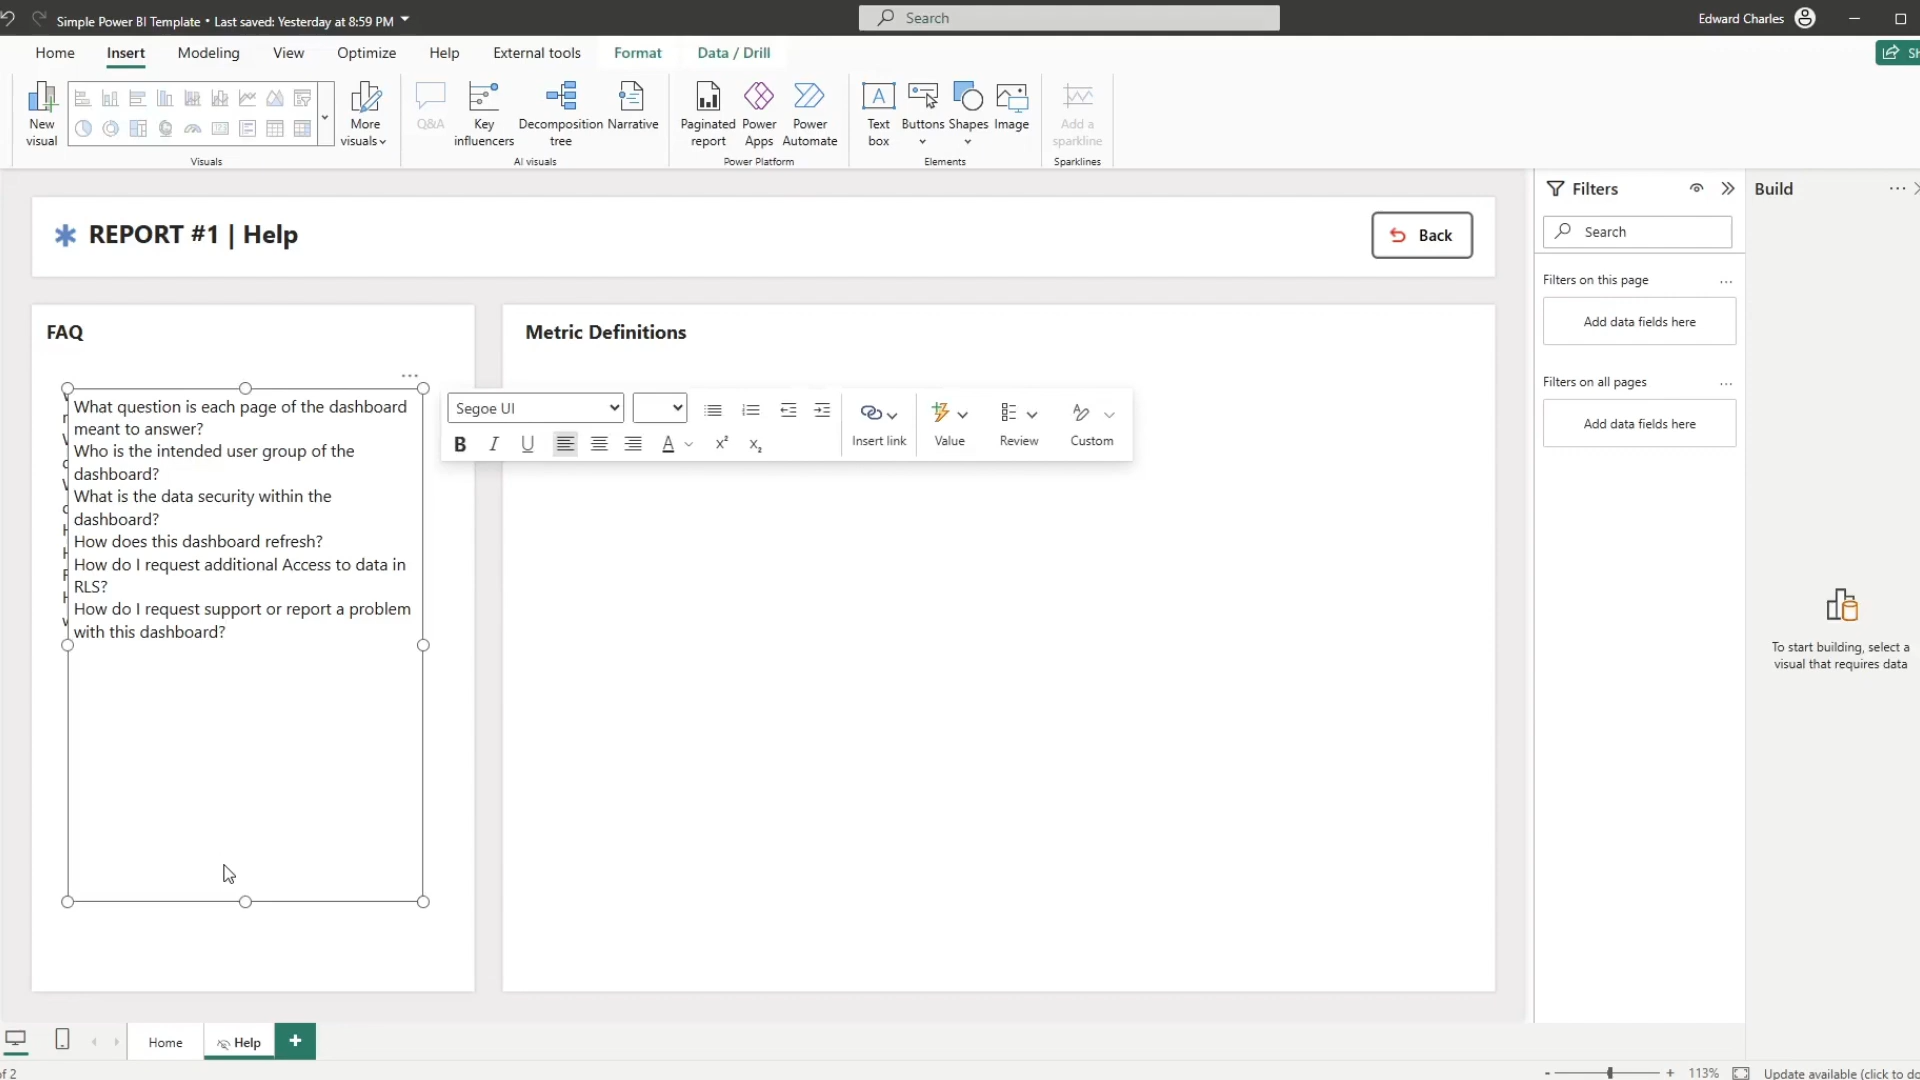 Simple Power BI Template • Last saved: Yesterday at 8:59 PM
Search
Edward Charles
Home
Insert
Modeling
View
Optimize
Help
External tools
Format
Data / Drill
New visual
More visuals
Visuals
Q&A
Key influencers
Decomposition tree
Narrative
AI visuals
Paginated report
Power Apps
Power Automate
Power Platform
Text box
Buttons
Shapes
Image
Elements
Add a sparkline
Sparklines
REPORT #1 | Help
Back
FAQ
What question is each page of the dashboard
meant to answer?
Who is the intended user group of the
dashboard?
What is the data security within the
dashboard?
How does this dashboard refresh?
How do I request additional Access to data in
RLS?
How do I request support or report a problem
with this dashboard?
Metric Definitions
Segoe UI
B I U
A
x²
x₂
Insert link
Value
Review
Custom
Filters
Search
Filters on this page
Add data fields here
Filters on all pages
Add data fields here
Build
To start building, select a
visual that requires data
Home
Help
of 2
113%
Update available (click to do